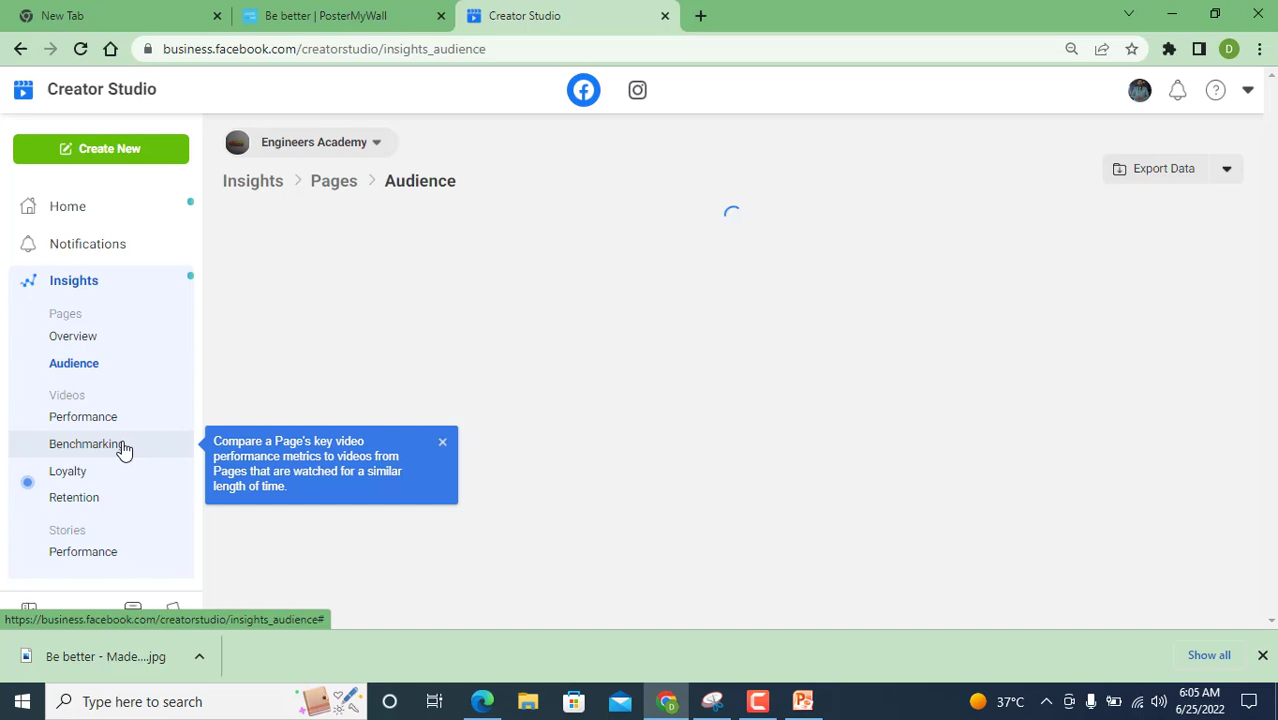 New Tab
Be better | PosterMyWall
Creator Studio
business.facebook.com/creatorstudio/insights_audience
D
Creator Studio
Create New
Engineers Academy
Insights > Pages > Audience
Export Data
Home
Notifications
Insights
Pages
Overview
Audience
Videos
Performance
Benchmarking
Loyalty
Retention
Stories
Performance
Compare a Page's key video
performance metrics to videos from
Pages that are watched for a similar
length of time.
https://business.facebook.com/creatorstudio/insights_audience#
Be better - Made....jpg
Show all
Type here to search
37°C
6:05 AM
6/25/2022